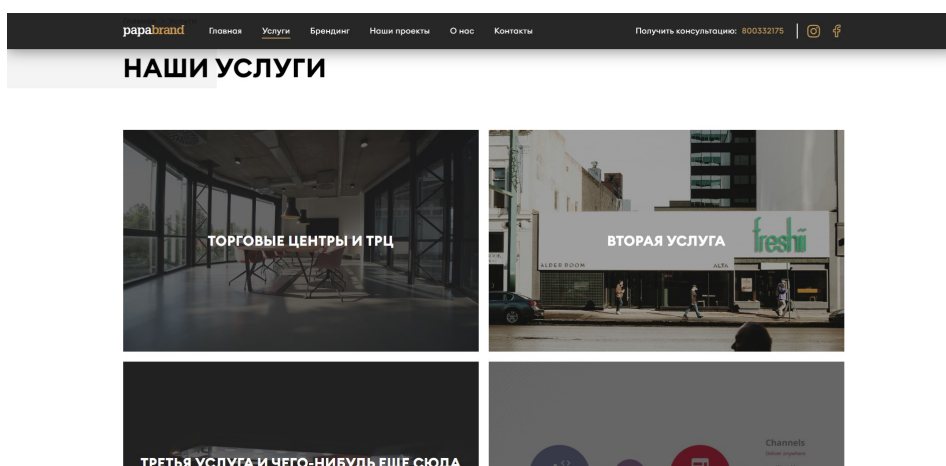 papabrand Главная Услуги Брендинг Наши проекты О нас Контакты Получить консультацию: 800332175
НАШИ УСЛУГИ
ТОРГОВЫЕ ЦЕНТРЫ И ТРЦ
ВТОРАЯ УСЛУГА
freshii
ALDER ROOM
ALTA
Channels
ТРЕТЬЯ УСЛУГА И ЧЕГО-НИБУДЬ ЕЩЕ СЮДА